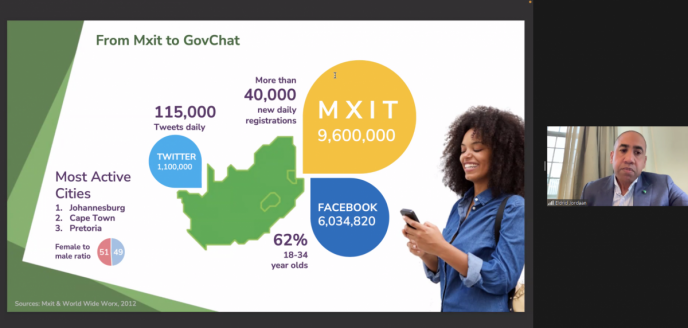 From Mxit to GovChat
More than
40,000
new daily
registrations
MXIT
9,600,000
115,000
Tweets daily
TWITTER
1,100,000
Most Active
Cities
1. Johannesburg
2. Cape Town
3. Pretoria
Female to
male ratio
51 49
FACEBOOK
6,034,820
62%
18-34
year olds
Sources: Mxit & World Wide Worx, 2012
Eldrid Jordaan